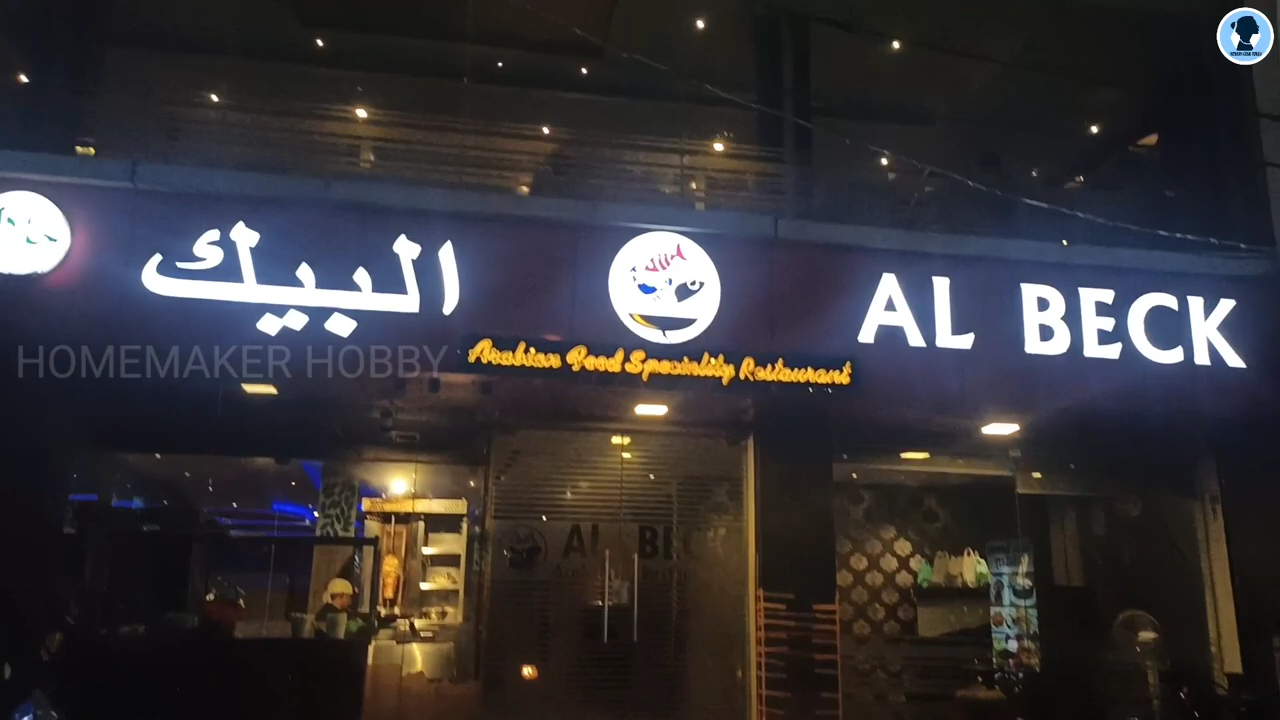 البيك
AL BECK
Arabian Food Speciality Restaurant
HOMEMAKER HOBBY
AL BECK